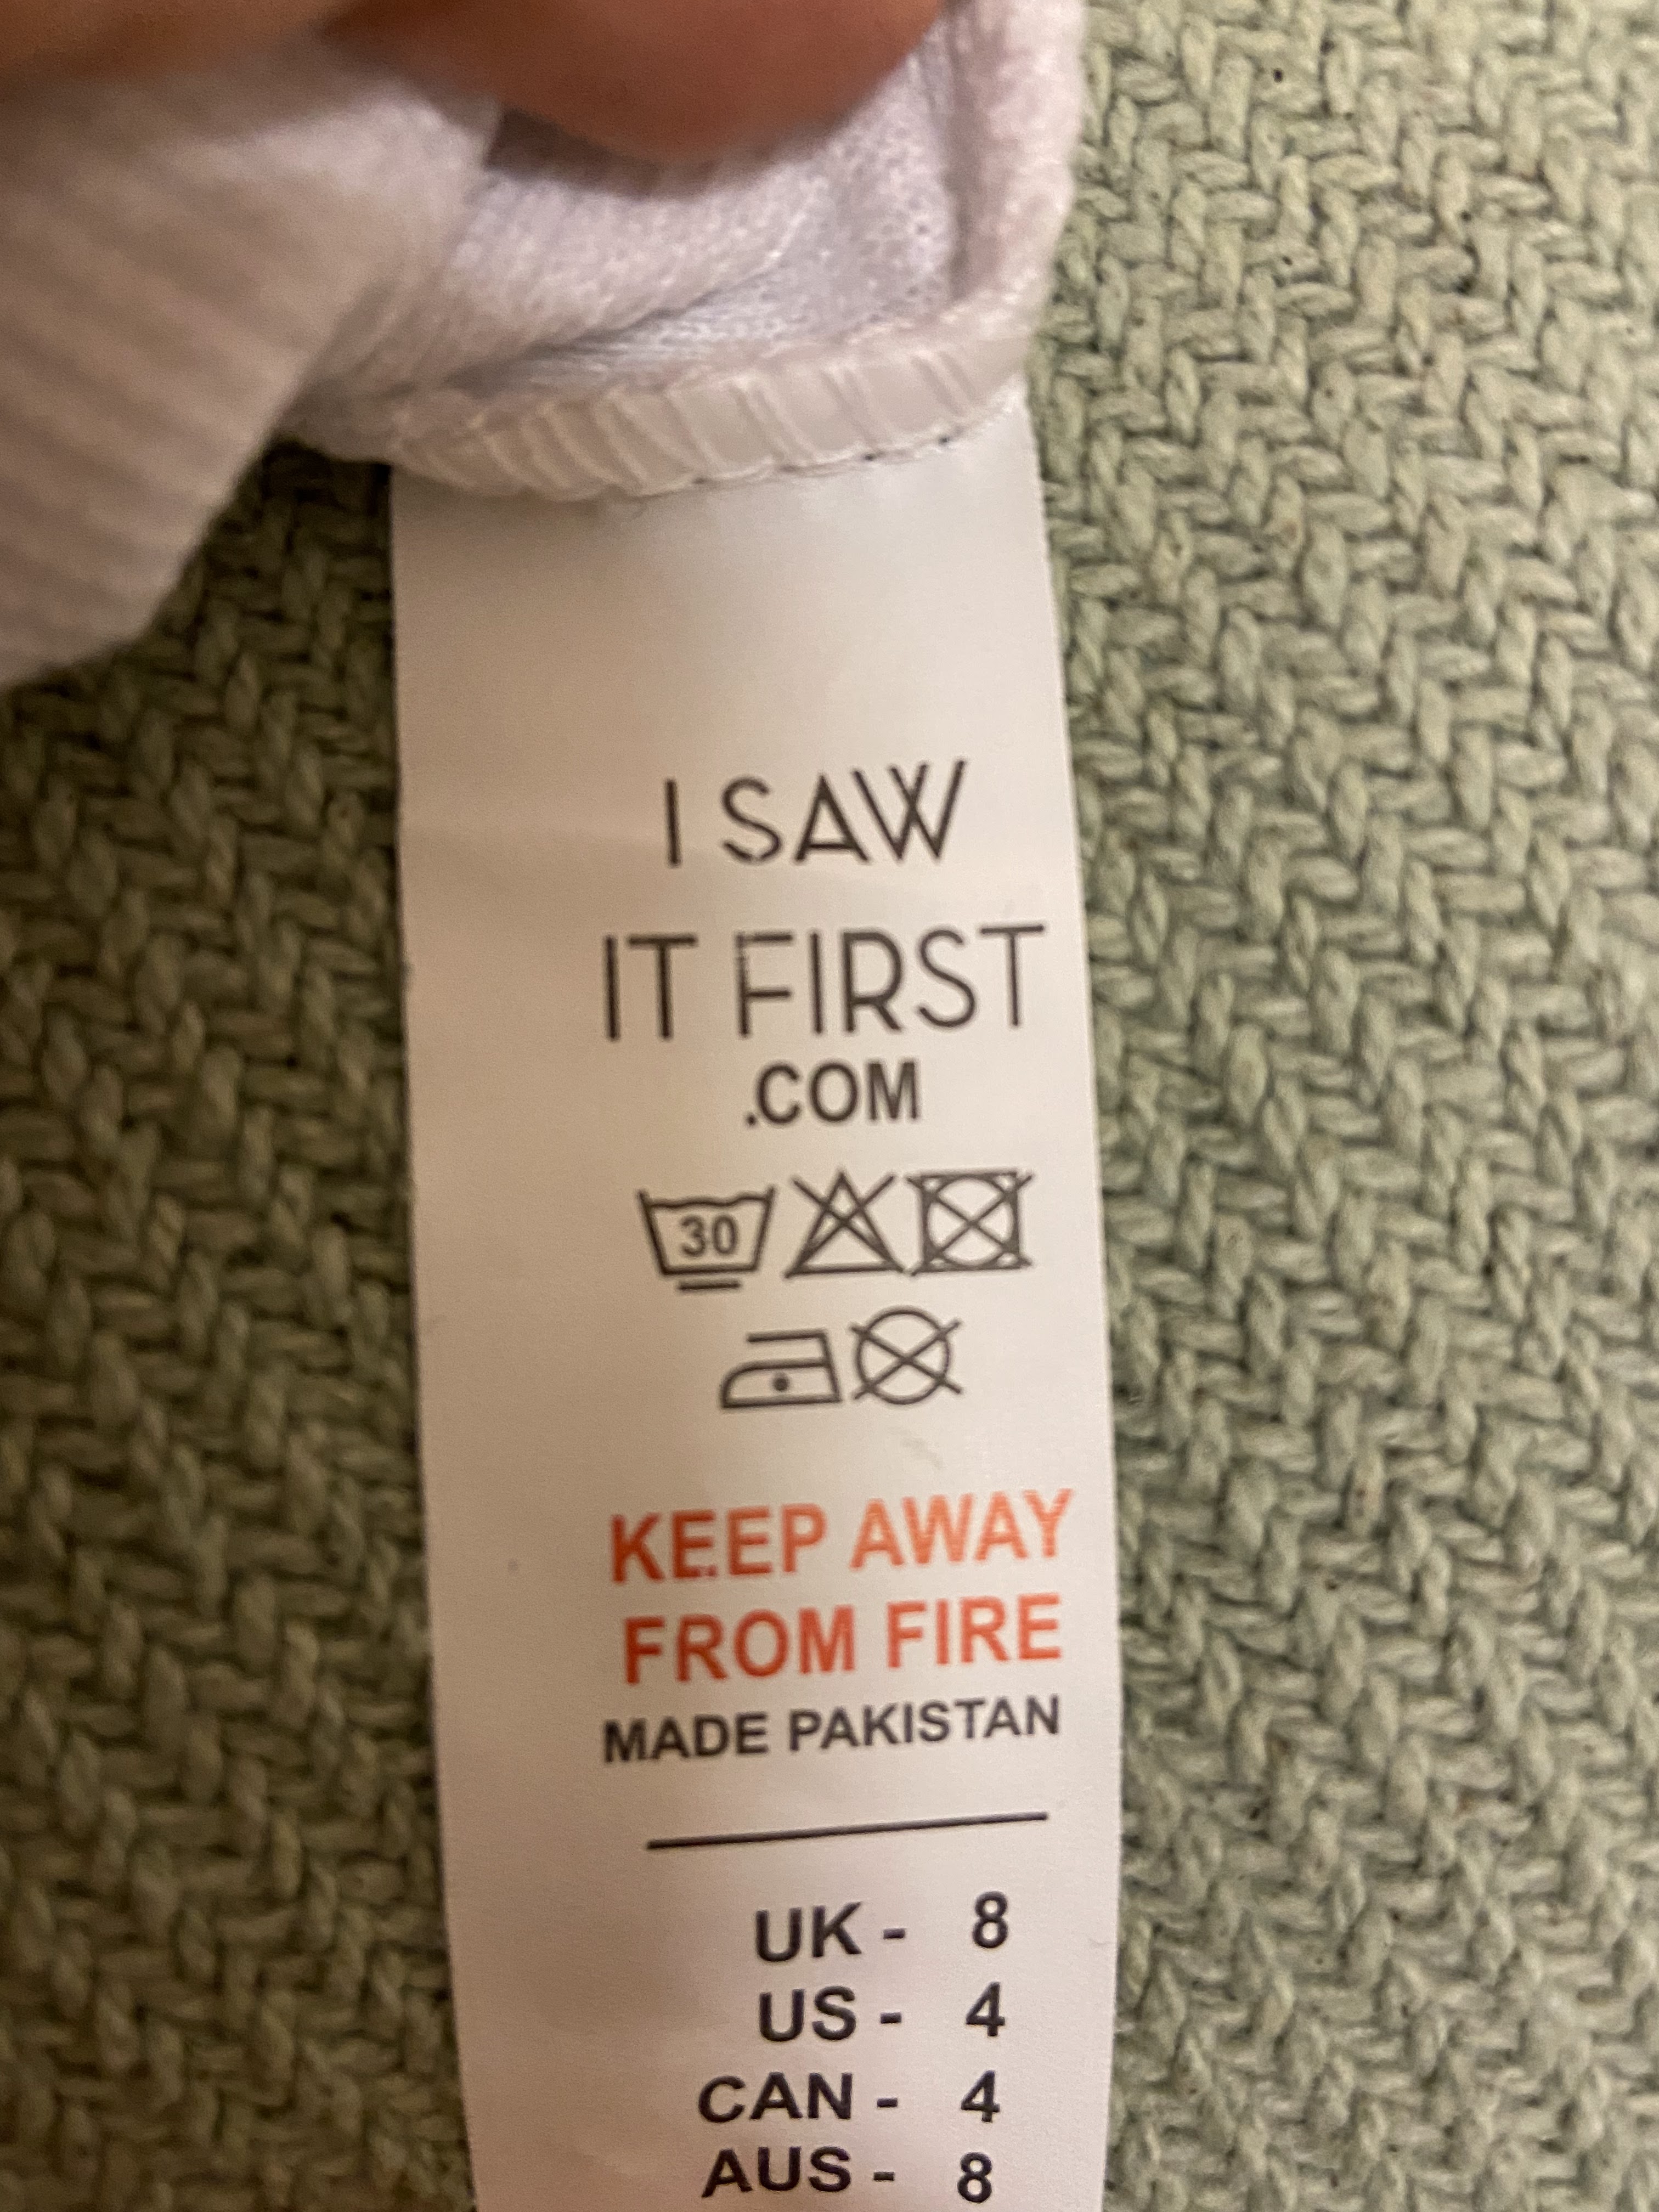 I SAW
IT FIRST
.COM
30
KEEP AWAY
FROM FIRE
MADE PAKISTAN
UK - 8
US - 4
CAN - 4
AUS - 8